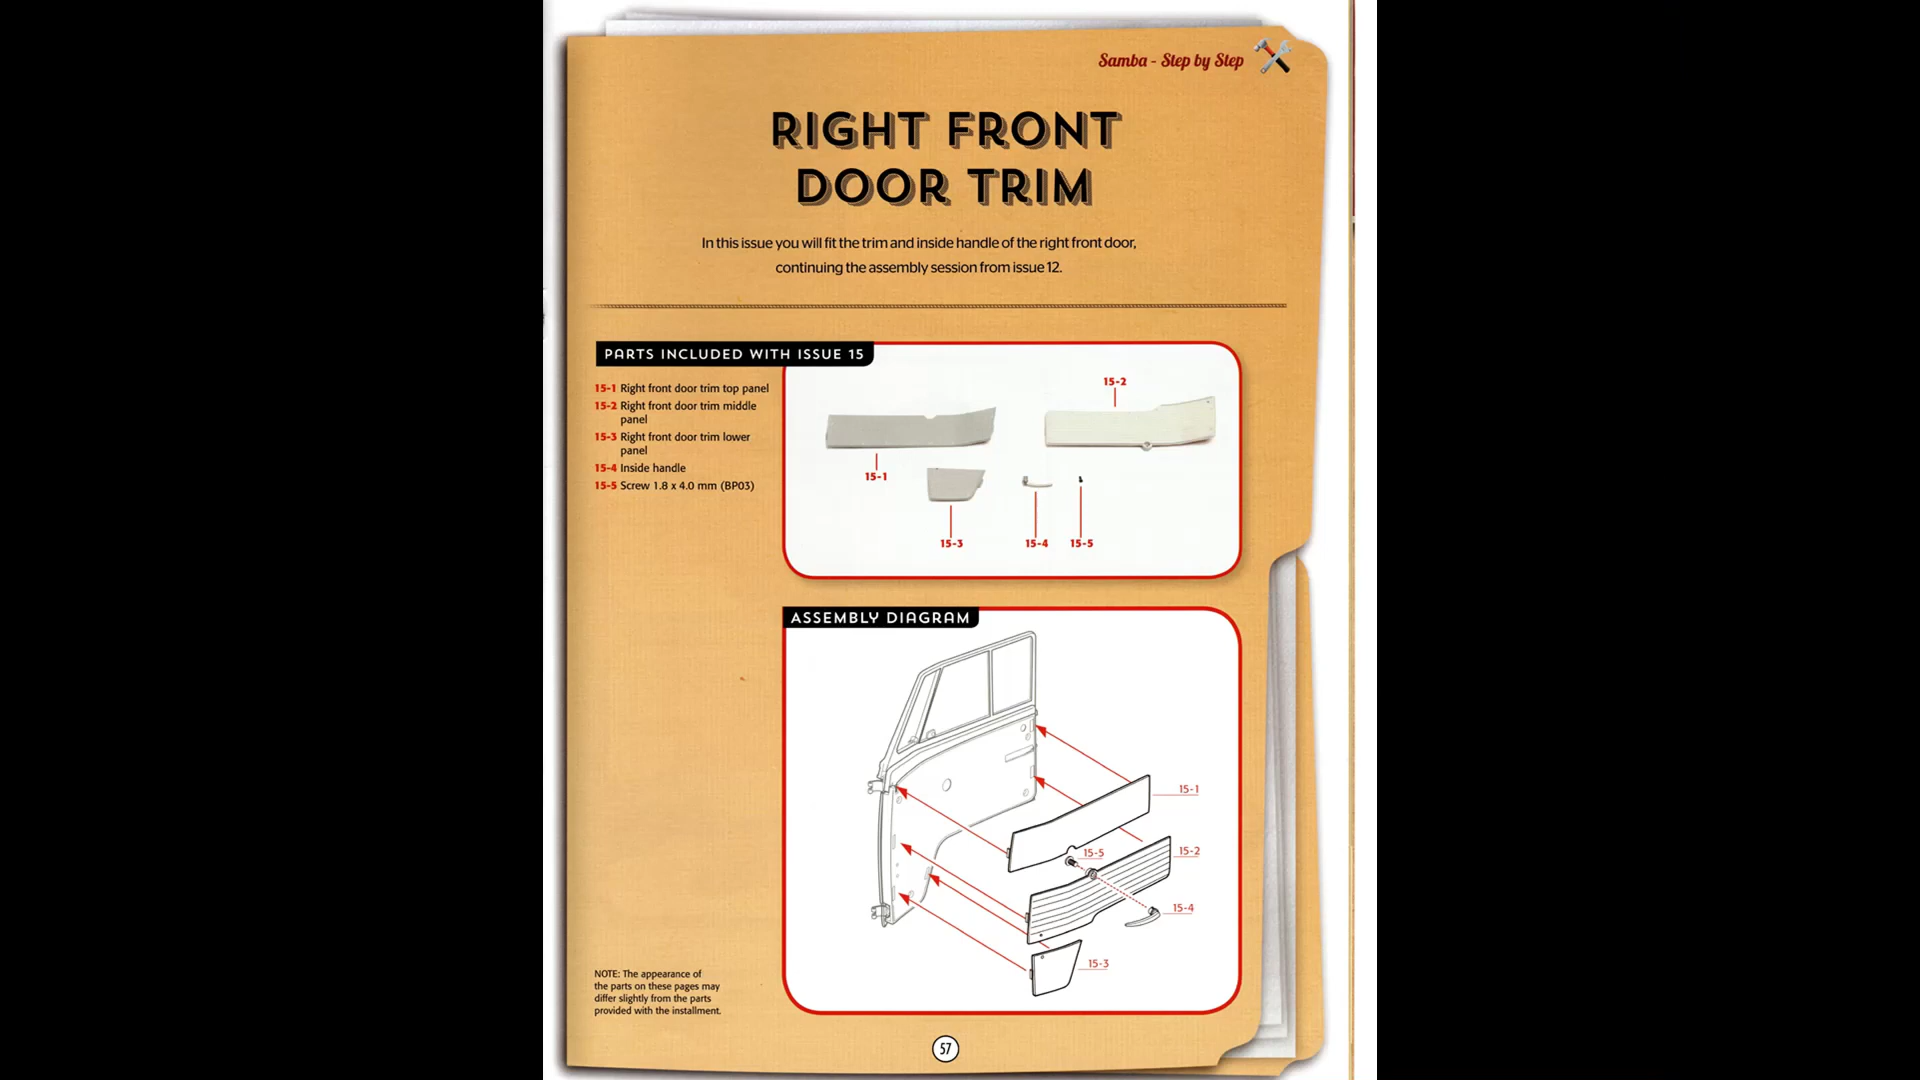 Samba - Step by Step
RIGHT FRONT
DOOR TRIM
In this issue you will fit the trim and inside handle of the right front door,
continuing the assembly session from issue 12.
PARTS INCLUDED WITH ISSUE 15
15-1 Right front door trim top panel
15-2 Right front door trim middle
panel
15-3 Right front door trim lower
panel
15-4 Inside handle
15-5 Screw 1.8 x 4.0 mm (BP03)
15-2
15-1
15-3
15-4
15-5
ASSEMBLY DIAGRAM
15-1
15-5
15-2
15-4
15-3
NOTE: The appearance of
the parts on these pages may
differ slightly from the parts
provided with the installment.
57